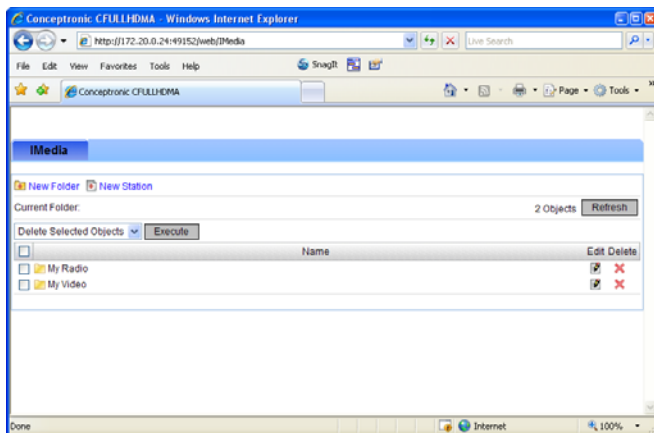 Conceptronic CFULLHDMA - Windows Internet Explorer
http://172.20.0.24:49152/web/IMedia
Live Search
File Edit View Favorites Tools Help
SnagIt
Conceptronic CFULLHDMA
Page Tools
IMedia
New Folder New Station
Current Folder: 2 Objects Refresh
Delete Selected Objects Execute
Name Edit Delete
My Radio
My Video
Done Internet 100%